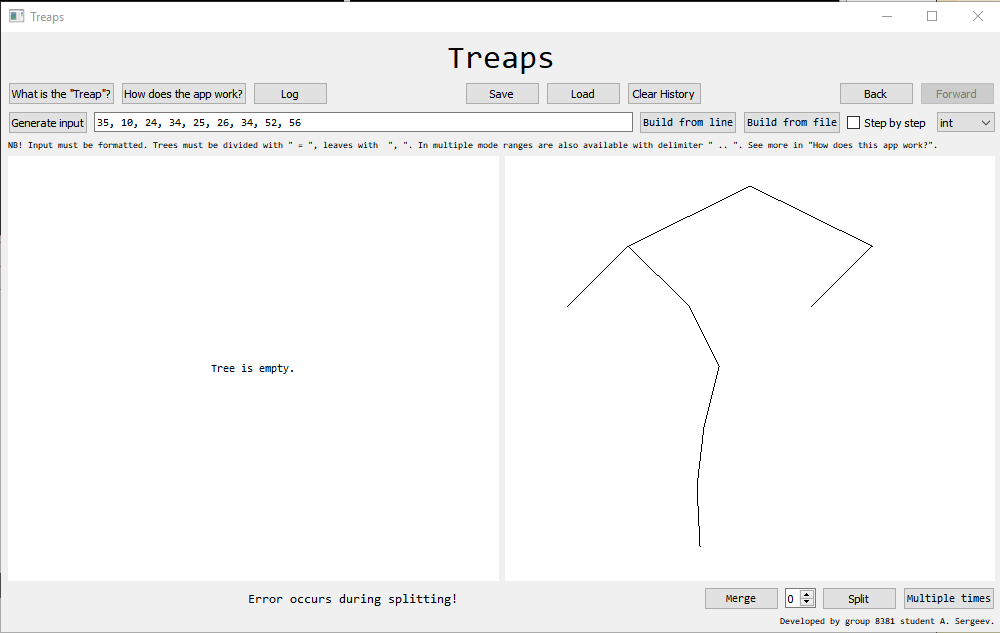 Treaps
Treaps
What is the "Treap"? How does the app work? Log Save Load Clear History Back Forward
Generate input 35, 10, 24, 34, 25, 26, 34, 52, 56 Build from line Build from file Step by step int
NB! Input must be formatted. Trees must be divided with " = ", leaves with  ", ". In multiple mode ranges are also available with delimiter " .. ". See more in "How does this app work?".
Tree is empty.
Error occurs during splitting! Merge 0 Split Multiple times
Developed by group 8381 student A. Sergeev.